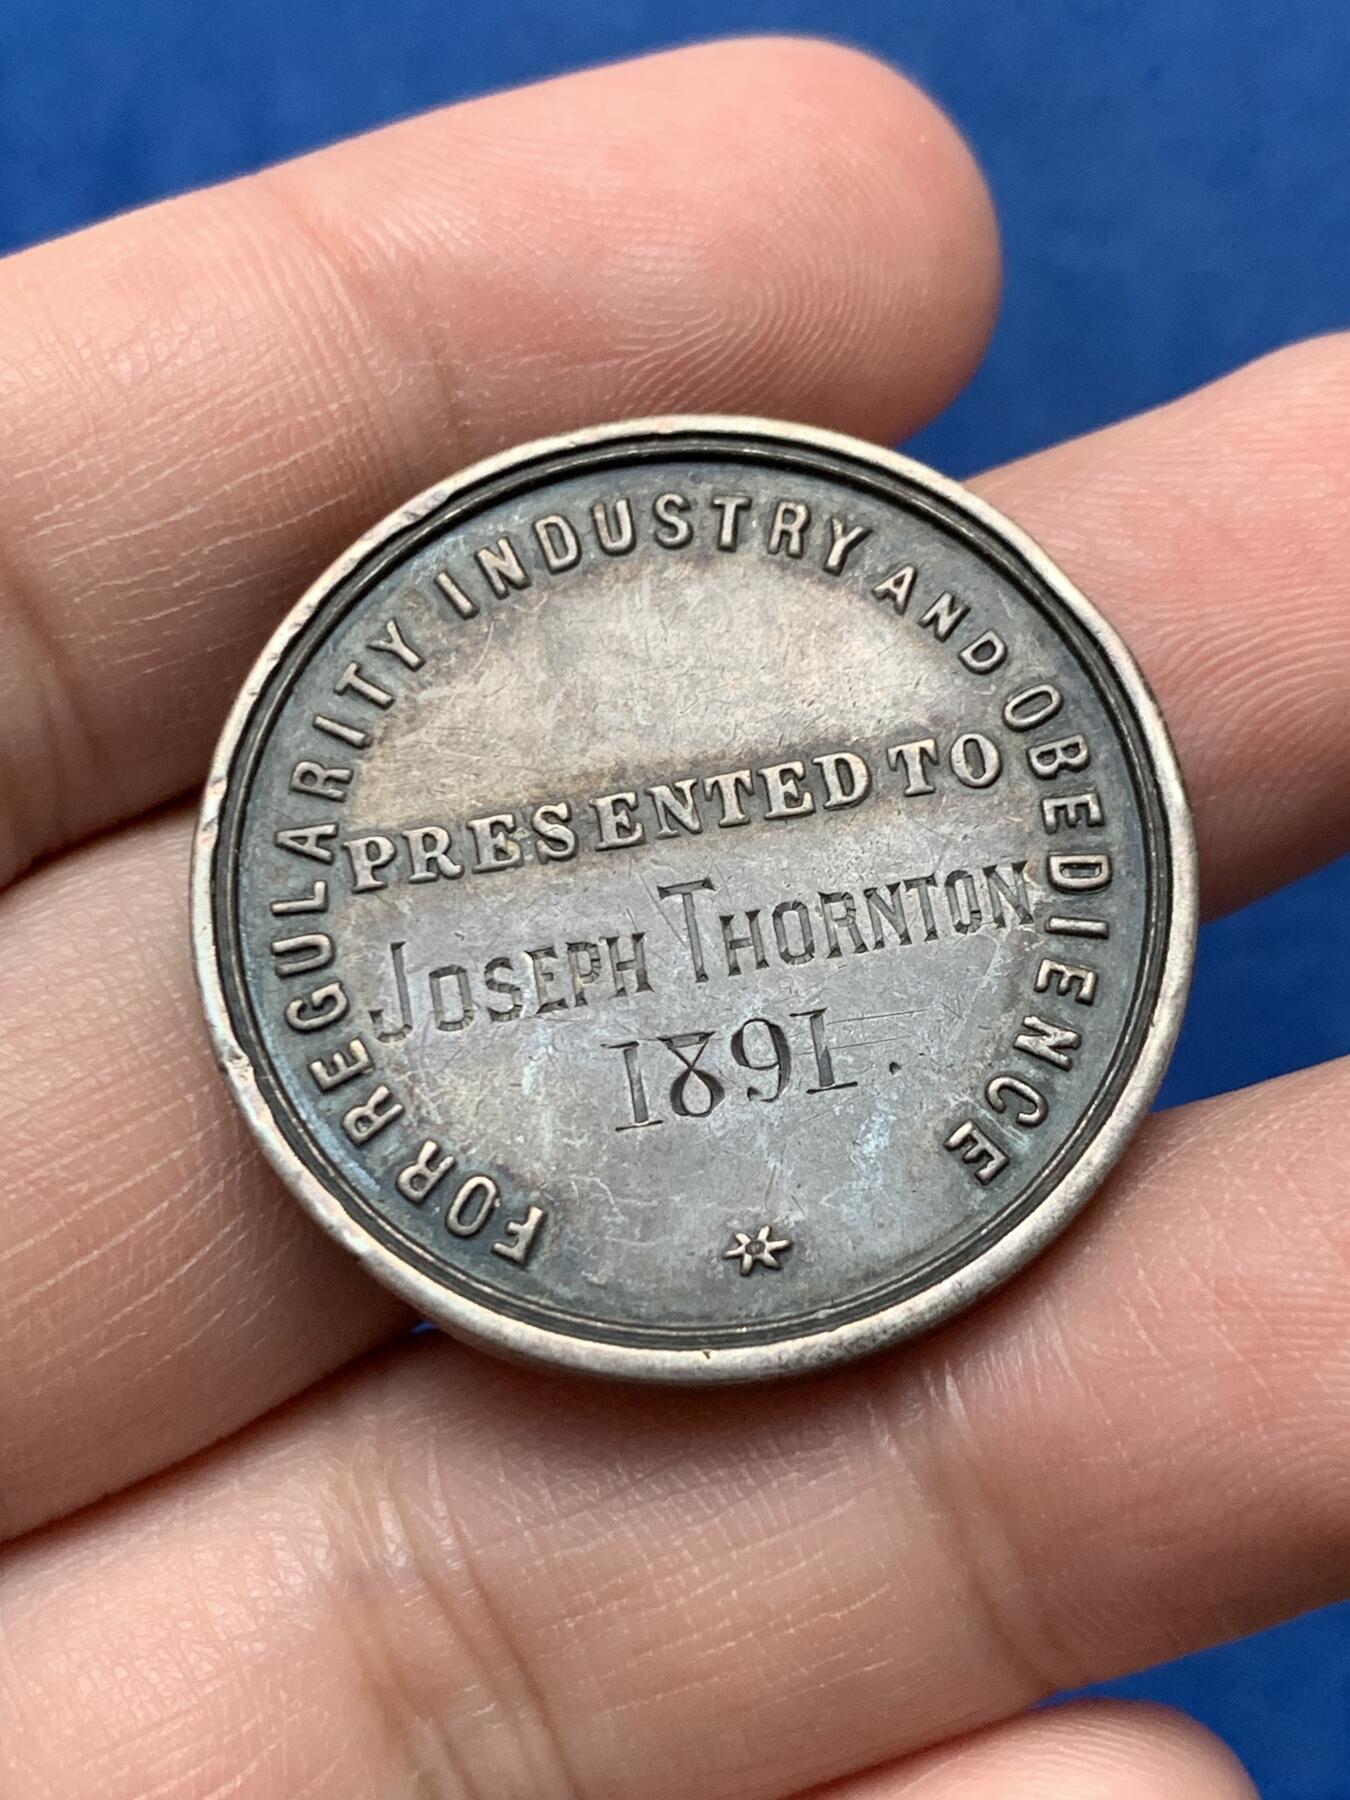 FOR REGULARITY INDUSTRY AND OBEDIENCE
PRESENTED TO
JOSEPH THORNTON
1891.